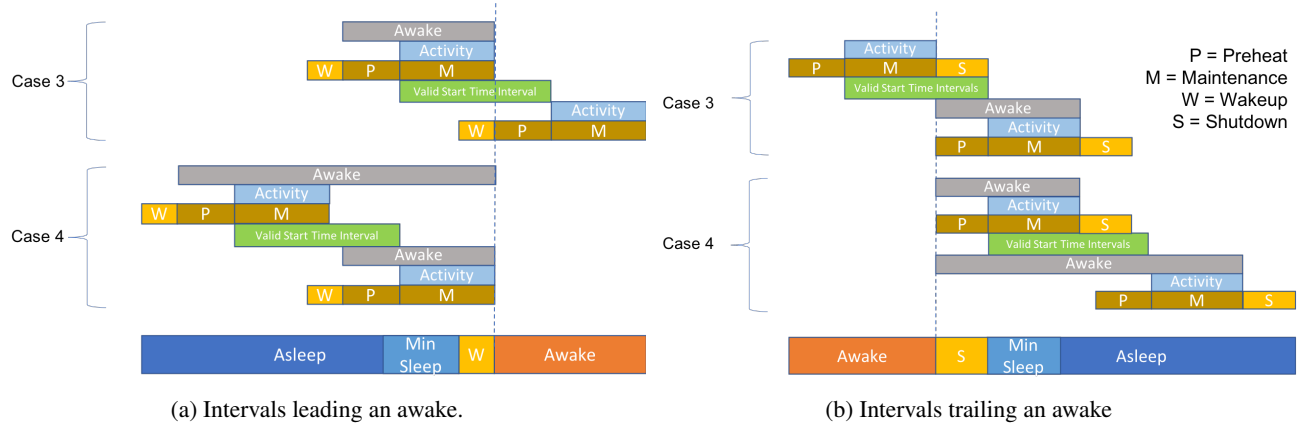 Awake
Activity
W P M
Valid Start Time Interval
Activity
W P M
Case 3
Awake
Activity
W P M
Valid Start Time Interval
Awake
Activity
W P M
Case 4
Asleep
Min
Sleep
W
Awake
(a) Intervals leading an awake.
Activity
P M S
Valid Start Time Intervals
Awake
Activity
P M S
Case 3
Awake
Activity
P M S
Valid Start Time Intervals
Awake
Activity
P M S
Case 4
P = Preheat
M = Maintenance
W = Wakeup
S = Shutdown
Awake
S
Min
Sleep
Asleep
(b) Intervals trailing an awake